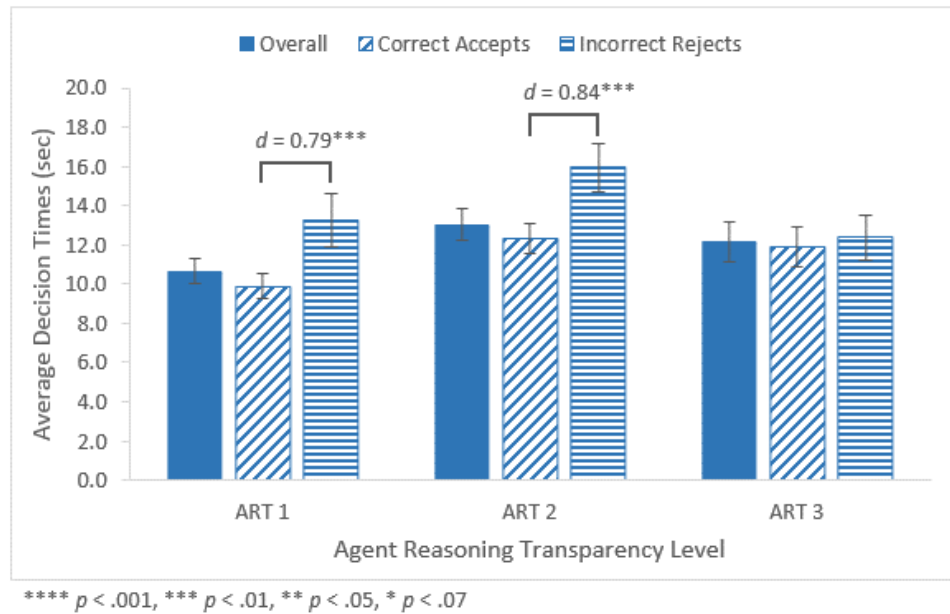 Overall Correct Accepts Incorrect Rejects
20.0
18.0
16.0
14.0
12.0
10.0
8.0
6.0
4.0
2.0
0.0
Average Decision Times (sec)
d = 0.79***
d = 0.84***
ART 1 ART 2 ART 3
Agent Reasoning Transparency Level
**** p < .001, *** p < .01, ** p < .05, * p < .07